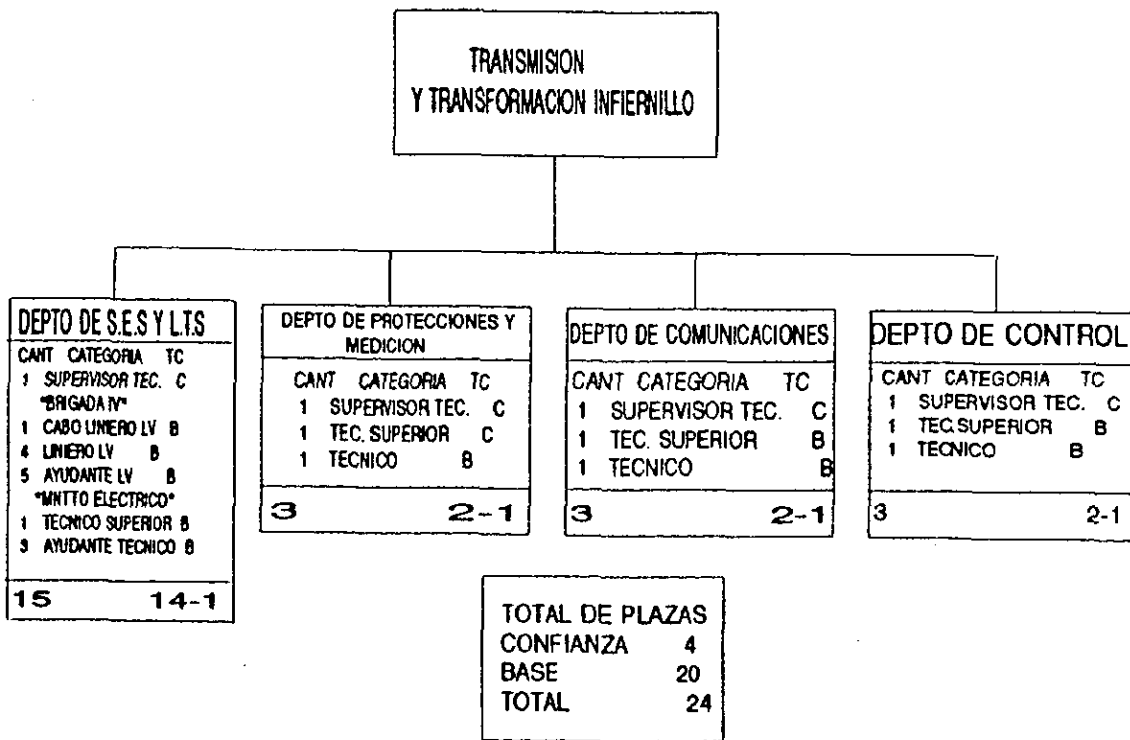 TRANSMISION
Y TRANSFORMACION INFIERNILLO
DEPTO DE S.E.S Y L.T.S
CANT CATEGORIA TC
1 SUPERVISOR TEC. C
"BRIGADA IV"
1 CABO LINIERO LV B
4 LINIERO LV B
5 AYUDANTE LV B
"MNTTO ELECTRICO"
1 TECNICO SUPERIOR B
3 AYUDANTE TECNICO B
15 14-1
DEPTO DE PROTECCIONES Y
MEDICION
CANT CATEGORIA TC
1 SUPERVISOR TEC. C
1 TEC. SUPERIOR C
1 TECNICO B
3 2-1
DEPTO DE COMUNICACIONES
CANT CATEGORIA TC
1 SUPERVISOR TEC. C
1 TEC. SUPERIOR B
1 TECNICO B
3 2-1
DEPTO DE CONTROL
CANT CATEGORIA TC
1 SUPERVISOR TEC. C
1 TEC.SUPERIOR B
1 TECNICO B
3 2-1
TOTAL DE PLAZAS
CONFIANZA 4
BASE 20
TOTAL 24